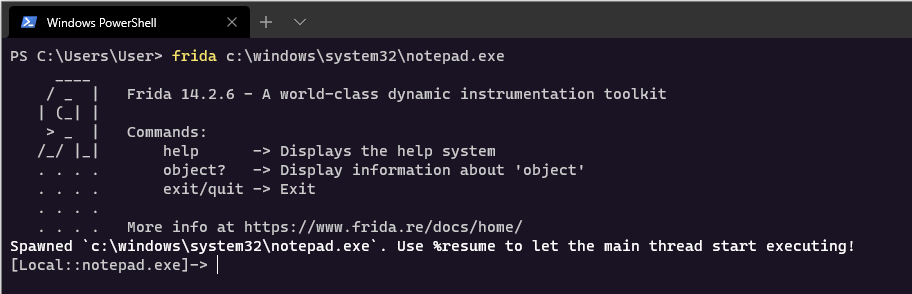 Windows PowerShell
PS C:\Users\User> frida c:\windows\system32\notepad.exe
     ____
    / _  |   Frida 14.2.6 - A world-class dynamic instrumentation toolkit
   | (_| |
    > _  |   Commands:
   /_/ |_|       help      -> Displays the help system
   . . . .       object?   -> Display information about 'object'
   . . . .       exit/quit -> Exit
   . . . .
   . . . .   More info at https://www.frida.re/docs/home/
Spawned `c:\windows\system32\notepad.exe`. Use %resume to let the main thread start executing!
[Local::notepad.exe]->